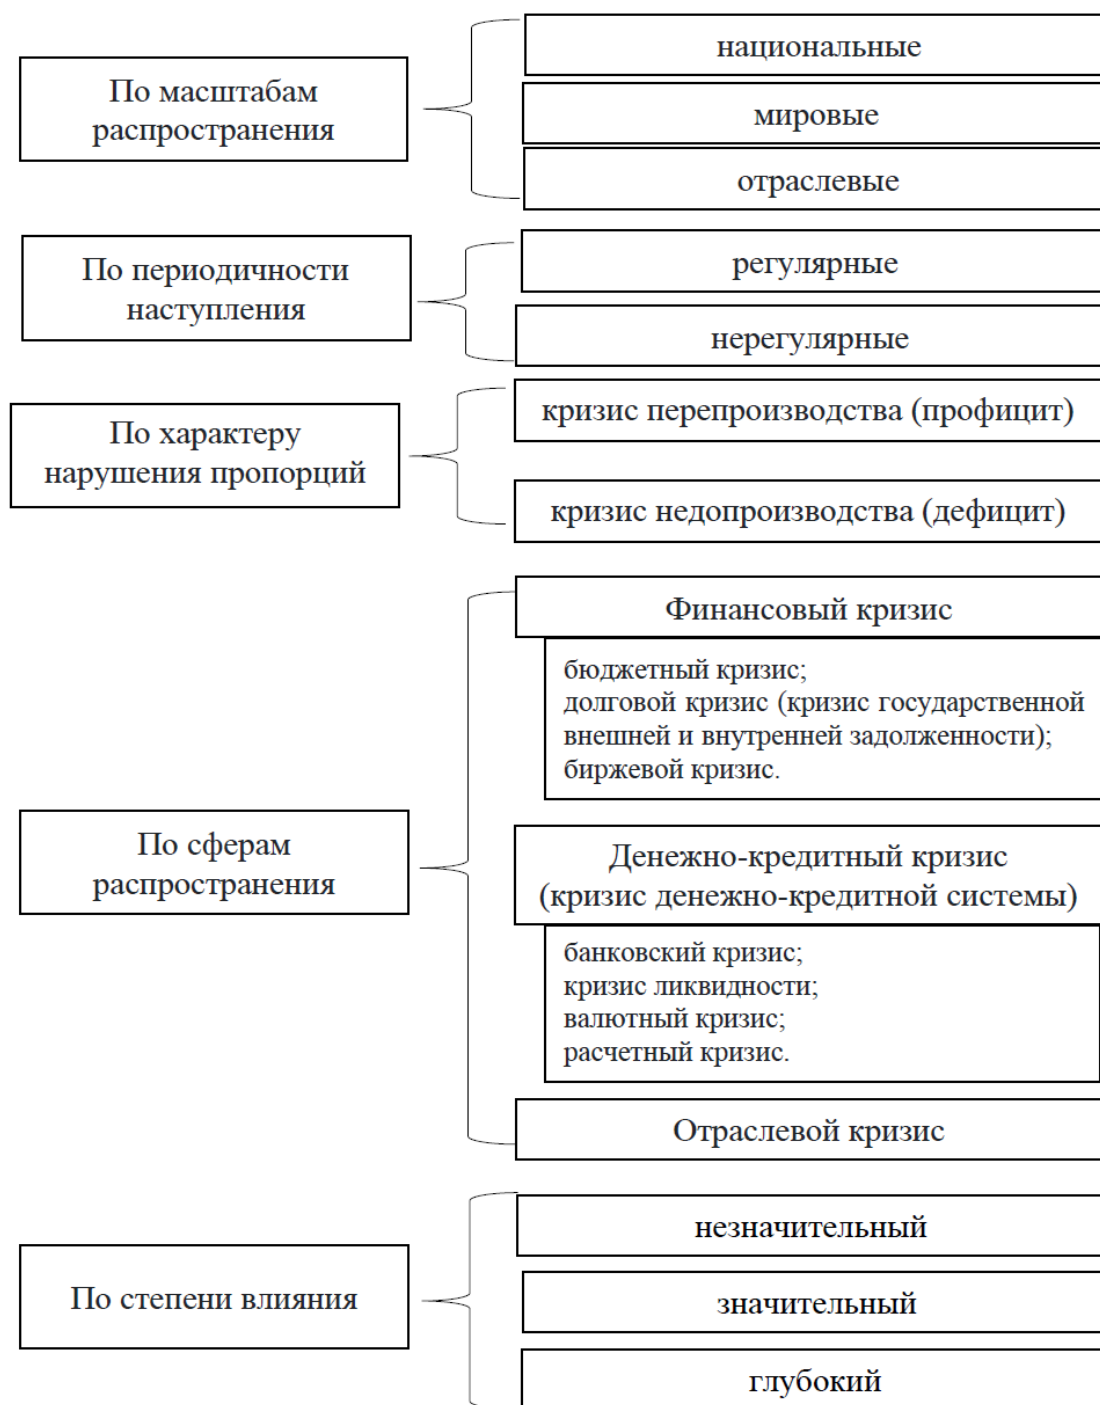 По масштабам
распространения
национальные
мировые
отраслевые
По периодичности
наступления
регулярные
нерегулярные
По характеру
нарушения пропорций
кризис перепроизводства (профицит)
кризис недопроизводства (дефицит)
По сферам
распространения
Финансовый кризис
бюджетный кризис;
долговой кризис (кризис государственной
внешней и внутренней задолженности);
биржевой кризис.
Денежно-кредитный кризис
(кризис денежно-кредитной системы)
банковский кризис;
кризис ликвидности;
валютный кризис;
расчетный кризис.
Отраслевой кризис
По степени влияния
незначительный
значительный
глубокий